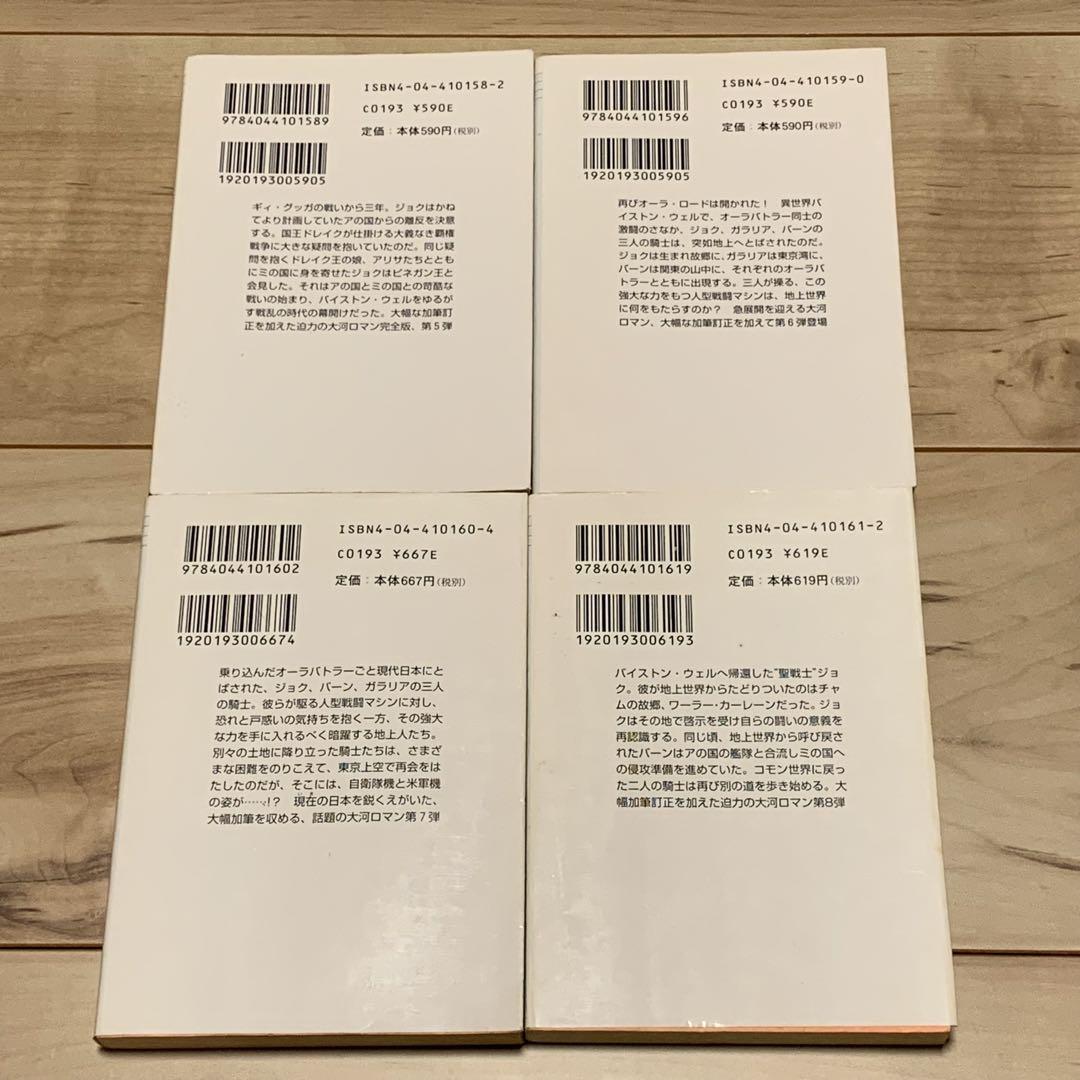 ISBN4-04-410158-2
C0193 ¥590E
定価：本体590円(税別)
9784044101589
1920193005905
ギィ・グッガの戦いから三年。ジョクはかね
てより計画していたアの国からの離反を決意
する。国王ドレイクが仕掛ける大義なき覇権
戦争に大きな疑問を抱いていたのだ。同じ疑
問を抱くドレイク王の娘、アリサたちととも
にミの国に身を寄せたジョクはピネガン王と
会見した。それはアの国とミの国との苛酷な
戦いの始まり、バイストン・ウェルをゆるが
す戦乱の時代の幕開けだった。大幅な加筆訂
正を加えた迫力の大河ロマン完全版、第5弾
ISBN4-04-410159-0
C0193 ¥590E
定価：本体590円(税別)
9784044101596
1920193005905
再びオーラ・ロードは開かれた！ 異世界バ
イストン・ウェルで、オーラバトラー同士の
激闘のさなか、ジョク、ガラリア、バーンの
三人の騎士は、突如地上へとばされたのだ。
ジョクは生まれ故郷に、ガラリアは東京湾に、
バーンは関東の山中に、それぞれのオーラバ
トラーとともに出現する。三人が操る、この
強大な力をもつ人型戦闘マシンは、地上世界
に何をもたらすのか？ 急展開を迎える大河
ロマン、大幅な加筆訂正を加えて第6弾登場
ISBN4-04-410160-4
C0193 ¥667E
定価：本体667円(税別)
9784044101602
1920193006674
乗り込んだオーラバトラーごと現代日本にと
ばされた、ジョク、バーン、ガラリアの三人
の騎士。彼らが駆る人型戦闘マシンに対し、
恐れと戸惑いの気持ちを抱く一方、その強大
な力を手に入れるべく暗躍する地上人たち。
別々の土地に降り立った騎士たちは、さまざ
まな困難をのりこえて、東京上空で再会をは
たしたのだが、そこには、自衛隊機と米軍機
の姿が……!? 現在の日本を鋭くえがいた、
大幅加筆を収める、話題の大河ロマン第7弾
ISBN4-04-410161-2
C0193 ¥619E
定価：本体619円(税別)
9784044101619
1920193006193
バイストン・ウェルへ帰還した“聖戦士”ジョ
ク。彼が地上世界からたどりついたのはチャ
ムの故郷、ワーラー・カーレーンだった。ジョ
クはその地で啓示を受け自らの闘いの意義を
再認識する。同じ頃、地上世界から呼び戻さ
れたバーンはアの国の艦隊と合流しミの国へ
の侵攻準備を進めていた。コモン世界に戻っ
た二人の騎士は再び別の道を歩き始める。大
幅加筆訂正を加えた迫力の大河ロマン第8弾